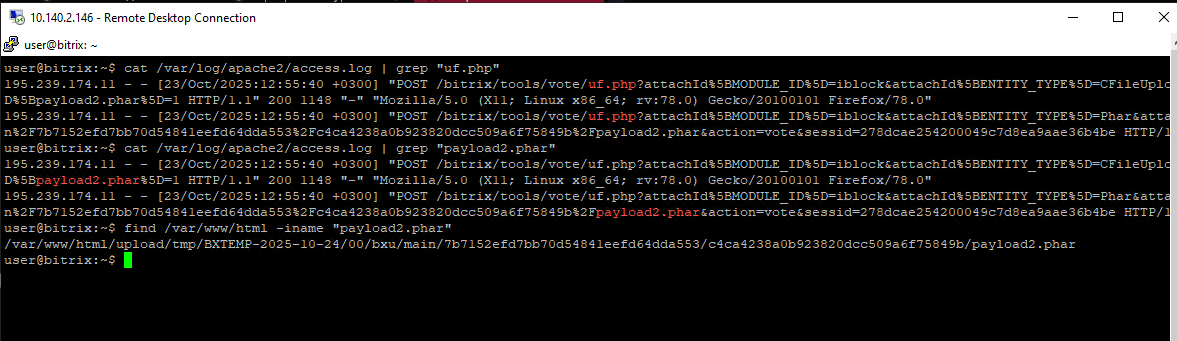 10.140.2.146 - Remote Desktop Connection
user@bitrix: ~
user@bitrix:~$ cat /var/log/apache2/access.log | grep "uf.php"
195.239.174.11 - - [23/Oct/2025:12:55:40 +0300] "POST /bitrix/tools/vote/uf.php?attachId%5BMODULE_ID%5D=iblock&attachId%5BENTITY_TYPE%5D=CFileUploc
D%5Bpayload2.phar%5D=1 HTTP/1.1" 200 1148 "-" "Mozilla/5.0 (X11; Linux x86_64; rv:78.0) Gecko/20100101 Firefox/78.0"
195.239.174.11 - - [23/Oct/2025:12:55:40 +0300] "POST /bitrix/tools/vote/uf.php?attachId%5BMODULE_ID%5D=iblock&attachId%5BENTITY_TYPE%5D=Phar&atta
n%2F7b7152efd7bb70d54841eefd64dda553%2Fc4ca4238a0b923820dcc509a6f75849b%2Fpayload2.phar&action=vote&sessid=278dcae254200049c7d8ea9aae36b4be HTTP/1
user@bitrix:~$ cat /var/log/apache2/access.log | grep "payload2.phar"
195.239.174.11 - - [23/Oct/2025:12:55:40 +0300] "POST /bitrix/tools/vote/uf.php?attachId%5BMODULE_ID%5D=iblock&attachId%5BENTITY_TYPE%5D=CFileUploc
D%5Bpayload2.phar%5D=1 HTTP/1.1" 200 1148 "-" "Mozilla/5.0 (X11; Linux x86_64; rv:78.0) Gecko/20100101 Firefox/78.0"
195.239.174.11 - - [23/Oct/2025:12:55:40 +0300] "POST /bitrix/tools/vote/uf.php?attachId%5BMODULE_ID%5D=iblock&attachId%5BENTITY_TYPE%5D=Phar&atta
n%2F7b7152efd7bb70d54841eefd64dda553%2Fc4ca4238a0b923820dcc509a6f75849b%2Fpayload2.phar&action=vote&sessid=278dcae254200049c7d8ea9aae36b4be HTTP/1
user@bitrix:~$ find /var/www/html -iname "payload2.phar"
/var/www/html/upload/tmp/BXTEMP-2025-10-24/00/bxu/main/7b7152efd7bb70d54841eefd64dda553/c4ca4238a0b923820dcc509a6f75849b/payload2.phar
user@bitrix:~$